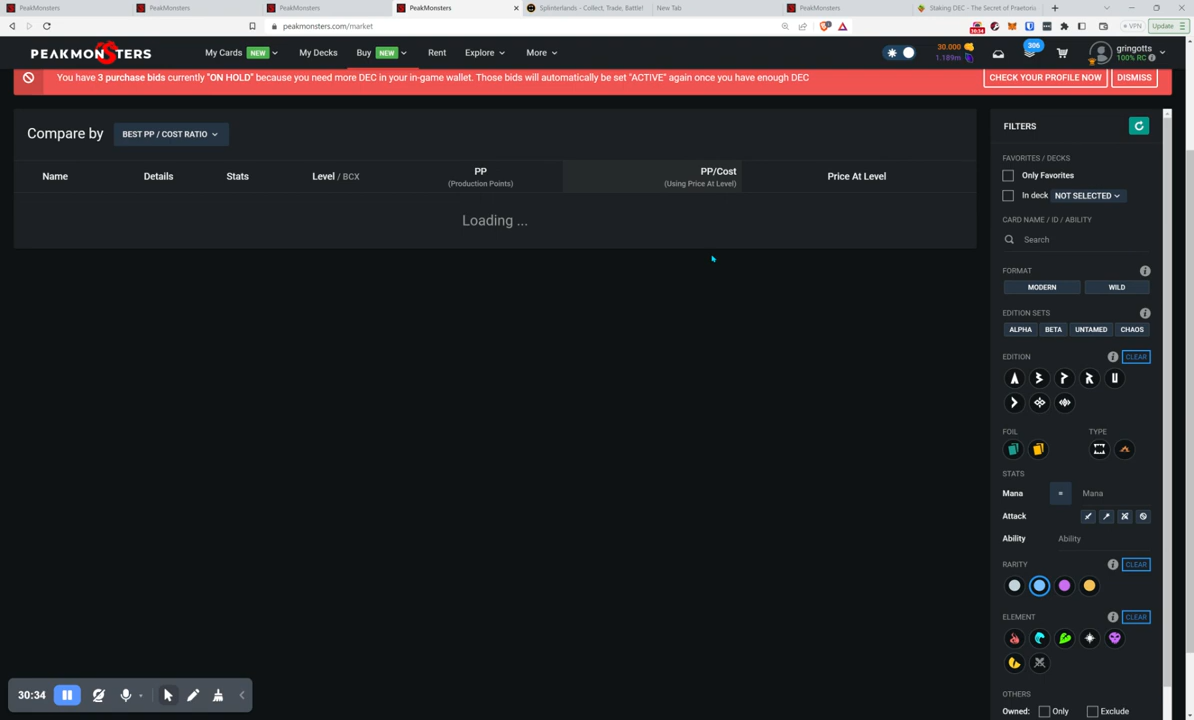 PeakMonsters
PeakMonsters
PeakMonsters
PeakMonsters
Splinterlands - Collect, Trade, Battle!
New Tab
PeakMonsters
Staking DEC - The Secret of Praetoria
peakmonsters.com/market
10:54
VPN
Update
PEAKMONSTERS
My Cards NEW
My Decks
Buy NEW
Rent
Explore
More
30.000
1.189m
306
gringotts
100% RC
You have 3 purchase bids currently "ON HOLD" because you need more DEC in your in-game wallet. Those bids will automatically be set "ACTIVE" again once you have enough DEC
CHECK YOUR PROFILE NOW
DISMISS
Compare by
BEST PP / COST RATIO
Name
Details
Stats
Level / BCX
PP
(Production Points)
PP/Cost
(Using Price At Level)
Price At Level
Loading ...
FILTERS
FAVORITES / DECKS
Only Favorites
In deck NOT SELECTED
CARD NAME / ID / ABILITY
Search
FORMAT
MODERN
WILD
EDITION SETS
ALPHA
BETA
UNTAMED
CHAOS
EDITION
CLEAR
FOIL
TYPE
STATS
Mana
=
Mana
Attack
Ability
Ability
RARITY
CLEAR
ELEMENT
CLEAR
OTHERS
Owned:
Only
Exclude
30:34